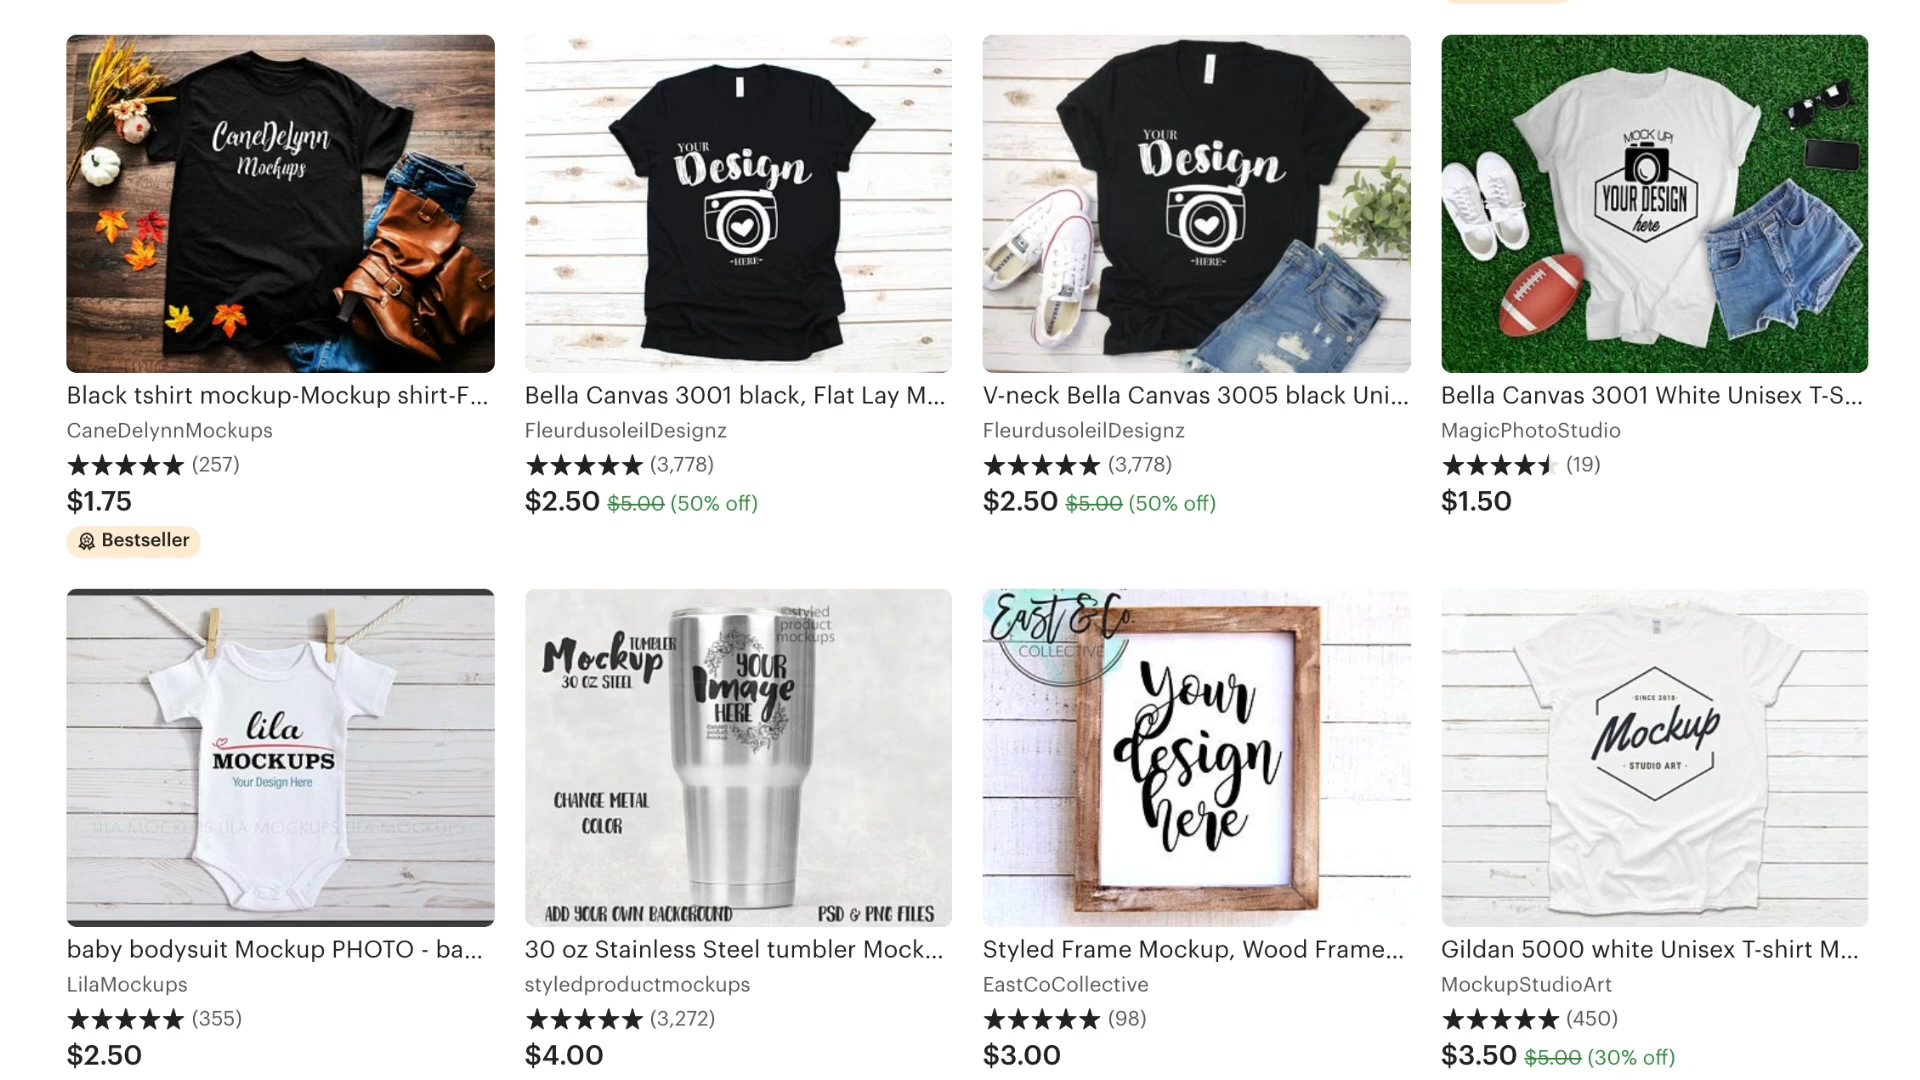 CaneDeLynn
Mockups
YOUR
Design
-HERE-
YOUR
Design
-HERE-
MOCK UP!
YOUR DESIGN
here
Black tshirt mockup-Mockup shirt-F...
CaneDelynnMockups
(257)
$1.75
Bestseller
Bella Canvas 3001 black, Flat Lay M...
FleurdusoleilDesignz
(3,778)
$2.50 $5.00 (50% off)
V-neck Bella Canvas 3005 black Uni...
FleurdusoleilDesignz
(3,778)
$2.50 $5.00 (50% off)
Bella Canvas 3001 White Unisex T-S...
MagicPhotoStudio
(19)
$1.50
lila
MOCKUPS
Your Design Here
LILA MOCKUPS LILA MOCKUPS LILA MOCKUPS
©styled
product
mockups
Mockup TUMBLER
30 OZ STEEL
YOUR
Image
HERE
CHANGE METAL
COLOR
ADD YOUR OWN BACKGROUND
PSD & PNG FILES
East & Co.
COLLECTIVE
Your
design
here
·SINCE 2018·
Mockup
· STUDIO ART ·
baby bodysuit Mockup PHOTO - ba...
LilaMockups
(355)
$2.50
30 oz Stainless Steel tumbler Mock...
styledproductmockups
(3,272)
$4.00
Styled Frame Mockup, Wood Frame...
EastCoCollective
(98)
$3.00
Gildan 5000 white Unisex T-shirt M...
MockupStudioArt
(450)
$3.50 $5.00 (30% off)